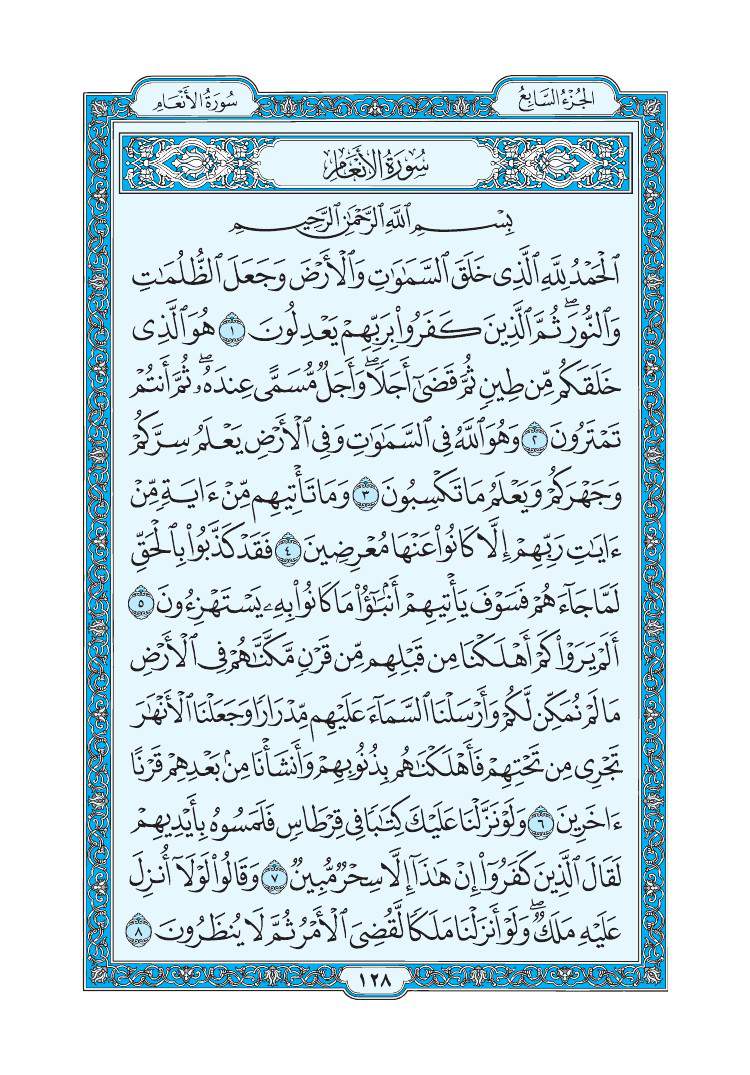 الجُزْءُ السَّابِعُ
سُورَةُ الأَنْعَامِ
سُورَةُ الأَنْعَامِ
بِسْمِ ٱللَّهِ ٱلرَّحْمَٰنِ ٱلرَّحِيمِ
ٱلْحَمْدُ لِلَّهِ ٱلَّذِى خَلَقَ ٱلسَّمَٰوَٰتِ وَٱلْأَرْضَ وَجَعَلَ ٱلظُّلُمَٰتِ
وَٱلنُّورَۖ ثُمَّ ٱلَّذِينَ كَفَرُوا۟ بِرَبِّهِمْ يَعْدِلُونَ ١ هُوَ ٱلَّذِى
خَلَقَكُم مِّن طِينٍ ثُمَّ قَضَىٰٓ أَجَلًاۖ وَأَجَلٌ مُّسَمًّى عِندَهُۥۖ ثُمَّ أَنتُمْ
تَمْتَرُونَ ٢ وَهُوَ ٱللَّهُ فِى ٱلسَّمَٰوَٰتِ وَفِى ٱلْأَرْضِ يَعْلَمُ سِرَّكُمْ
وَجَهْرَكُمْ وَيَعْلَمُ مَا تَكْسِبُونَ ٣ وَمَا تَأْتِيهِم مِّنْ ءَايَةٍ مِّنْ
ءَايَٰتِ رَبِّهِمْ إِلَّا كَانُوا۟ عَنْهَا مُعْرِضِينَ ٤ فَقَدْ كَذَّبُوا۟ بِٱلْحَقِّ
لَمَّا جَآءَهُمْ فَسَوْفَ يَأْتِيهِمْ أَنۢبَٰٓؤُا۟ مَا كَانُوا۟ بِهِۦ يَسْتَهْزِءُونَ ٥
أَلَمْ يَرَوْا۟ كَمْ أَهْلَكْنَا مِن قَبْلِهِم مِّن قَرْنٍ مَّكَّنَّٰهُمْ فِى ٱلْأَرْضِ
مَا لَمْ نُمَكِّن لَّكُمْ وَأَرْسَلْنَا ٱلسَّمَآءَ عَلَيْهِم مِّدْرَارًا وَجَعَلْنَا ٱلْأَنْهَٰرَ
تَجْرِى مِن تَحْتِهِمْ فَأَهْلَكْنَٰهُم بِذُنُوبِهِمْ وَأَنشَأْنَا مِنۢ بَعْدِهِمْ قَرْنًا
ءَاخَرِينَ ٦ وَلَوْ نَزَّلْنَا عَلَيْكَ كِتَٰبًا فِى قِرْطَاسٍ فَلَمَسُوهُ بِأَيْدِيهِمْ
لَقَالَ ٱلَّذِينَ كَفَرُوٓا۟ إِنْ هَٰذَآ إِلَّا سِحْرٌ مُّبِينٌ ٧ وَقَالُوا۟ لَوْلَآ أُنزِلَ
عَلَيْهِ مَلَكٌۖ وَلَوْ أَنزَلْنَا مَلَكًا لَّقُضِىَ ٱلْأَمْرُ ثُمَّ لَا يُنظَرُونَ ٨
١٢٨